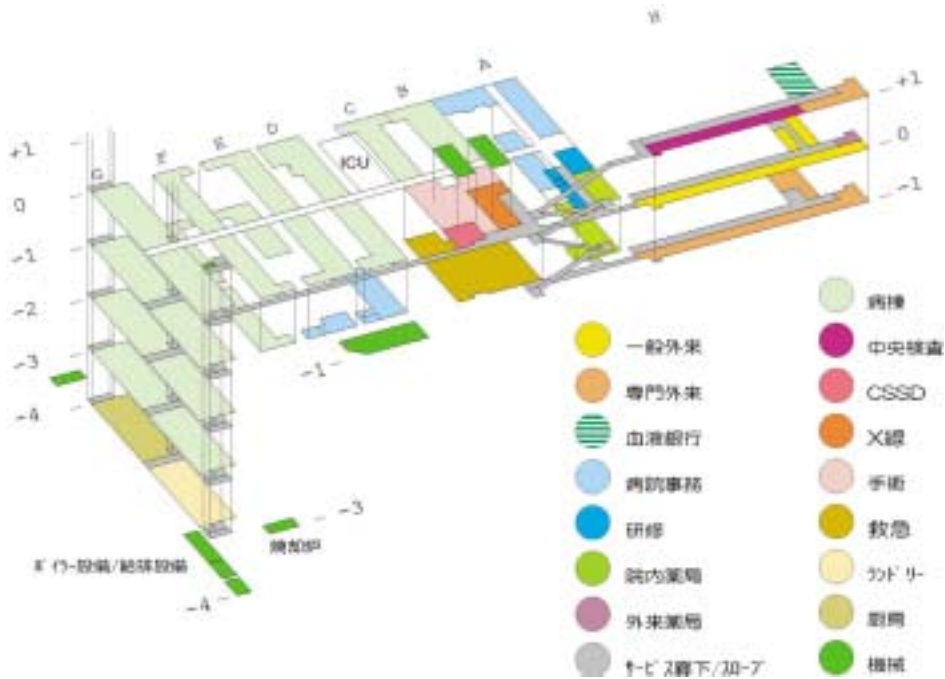 H
A
B
C
D
E
F
G
ICU
+1
0
-1
+1
0
-1
-2
-3
-4
-1
-3
焼却炉
ボイラー設備/給排設備
-4
一般外来
専門外来
血液銀行
病院事務
研修
院内薬局
外来薬局
サービス廊下/スロープ
病棟
中央検査
CSSD
X線
手術
救急
ランドリー
厨房
機械